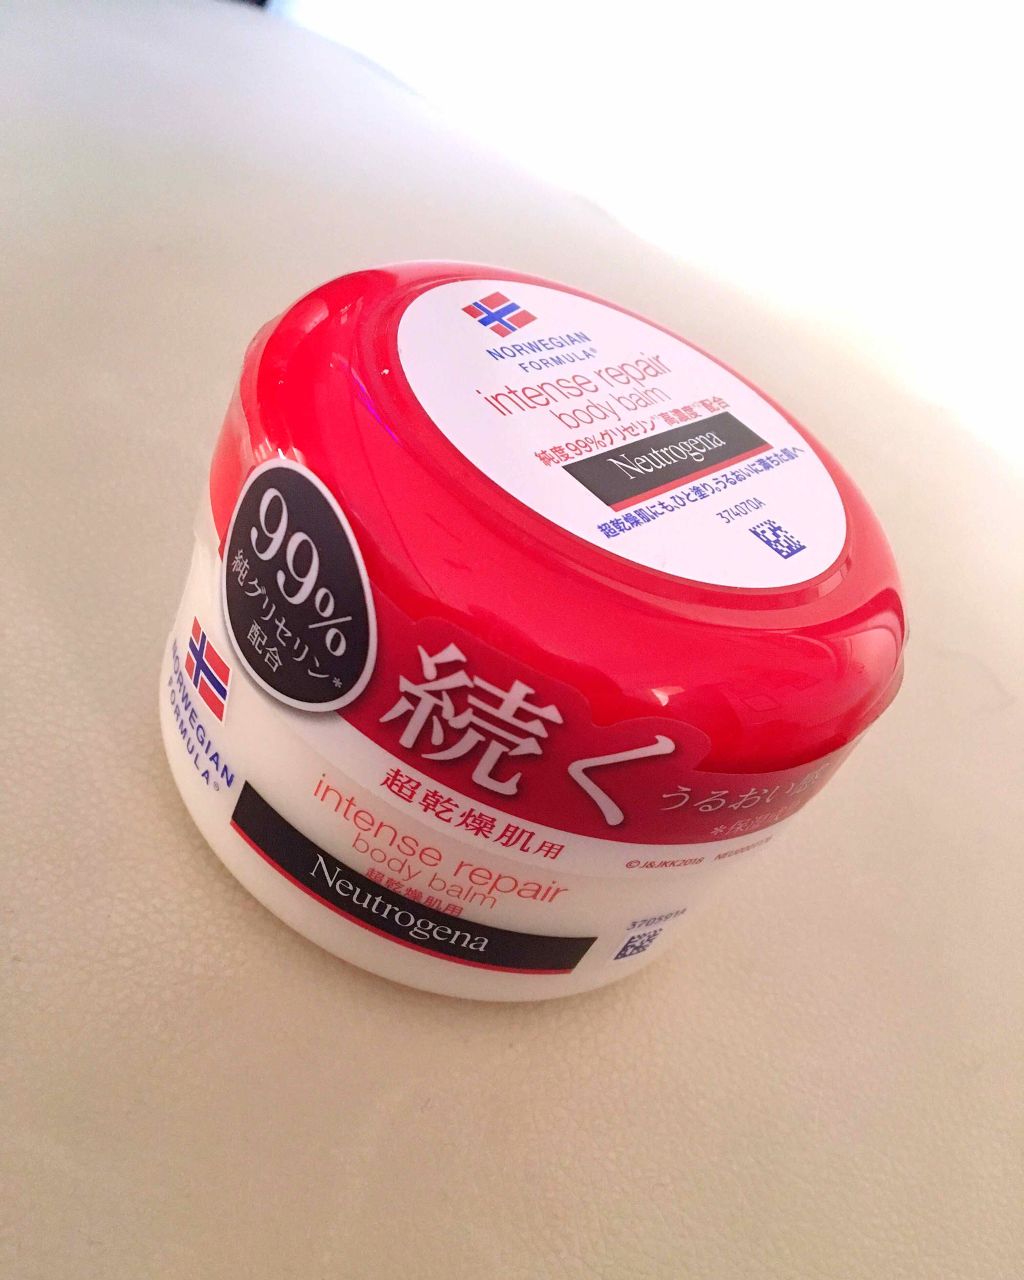 NORWEGIAN
FORMULA®
intense repair
body balm
純度99%グリセリン*高濃度*配合
Neutrogena
超乾燥肌にも、ひと塗り。うるおいに満ちた肌へ
374070A
99%
純グリセリン*
配合
続く
うるおい
NORWEGIAN
FORMULA®
超乾燥肌用
©J&JKK2018
intense repair
body balm
超乾燥肌用
Neutrogena
370591A